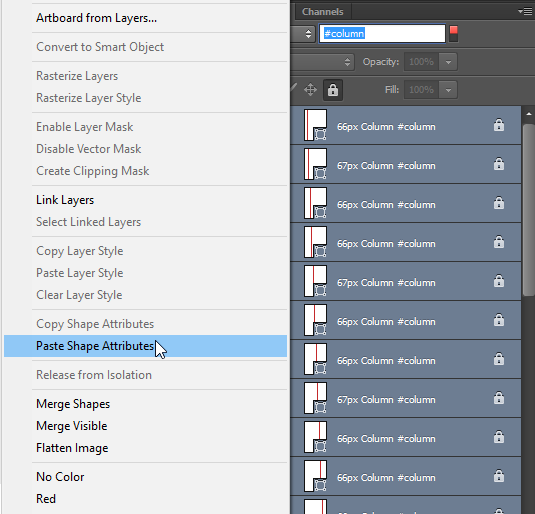 Artboard from Layers...
Convert to Smart Object
Rasterize Layers
Rasterize Layer Style
Enable Layer Mask
Disable Vector Mask
Create Clipping Mask
Link Layers
Select Linked Layers
Copy Layer Style
Paste Layer Style
Clear Layer Style
Copy Shape Attributes
Paste Shape Attributes
Release from Isolation
Merge Shapes
Merge Visible
Flatten Image
No Color
Red
Channels
#column
Opacity: 100%
Fill: 100%
66px Column #column
67px Column #column
66px Column #column
66px Column #column
67px Column #column
66px Column #column
66px Column #column
67px Column #column
66px Column #column
66px Column #column